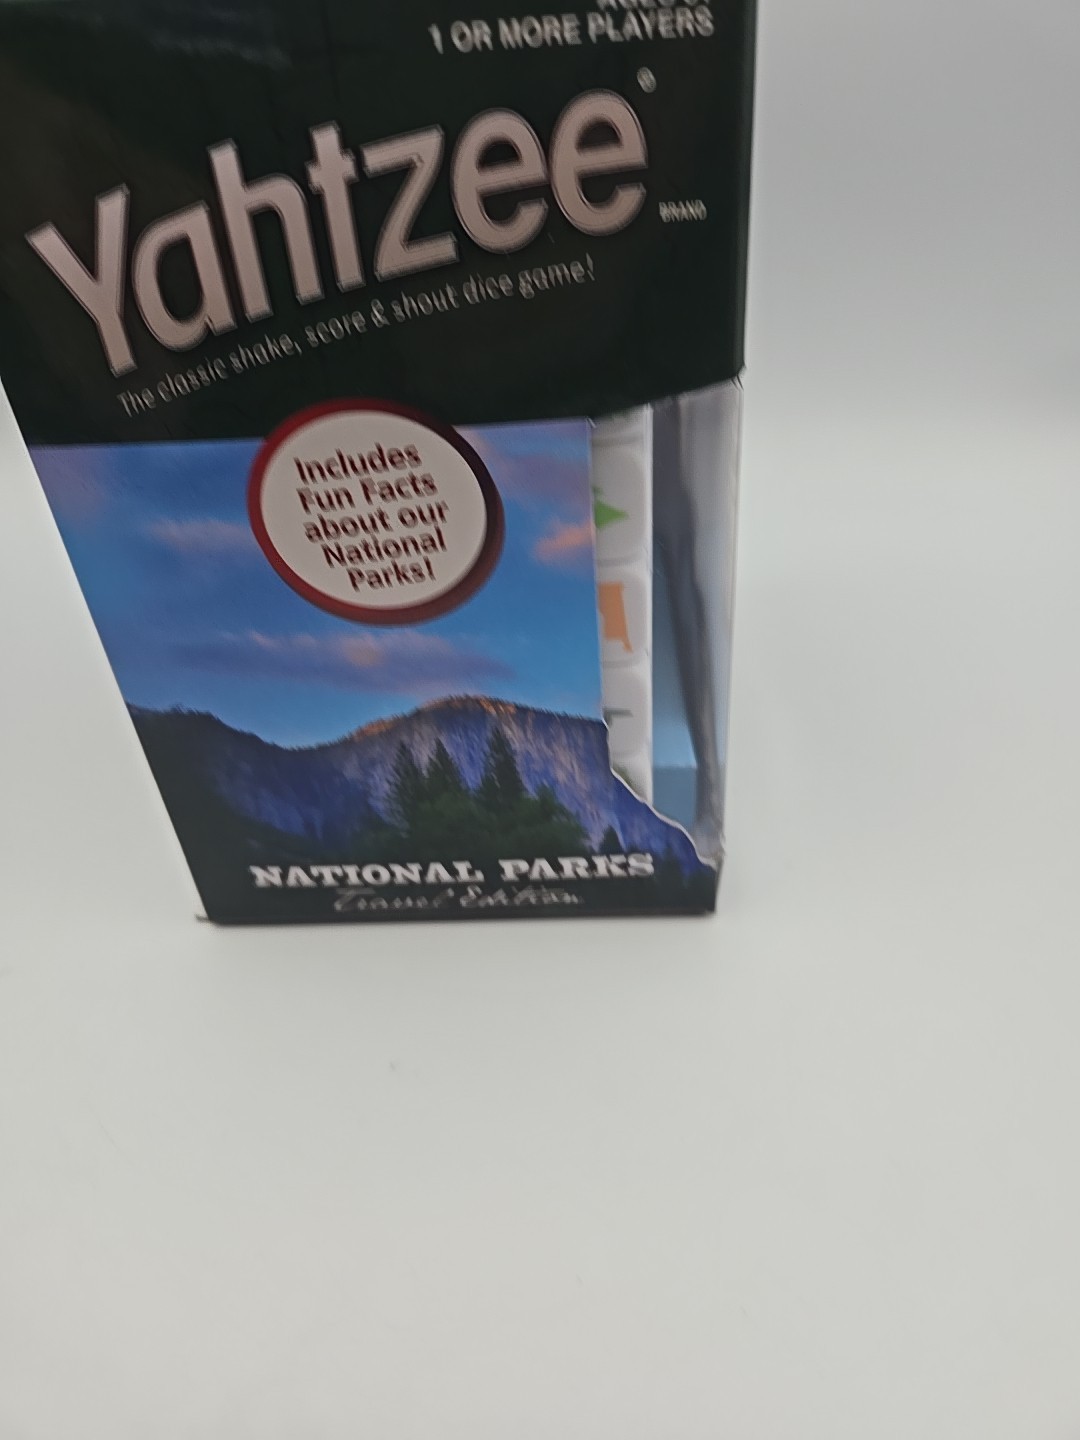 1 OR MORE PLAYERS
Yahtzee®
BRAND
The classic shake, score & shout dice game!
Includes
Fun Facts
about our
National
Parks!
NATIONAL PARKS
Travel Edition